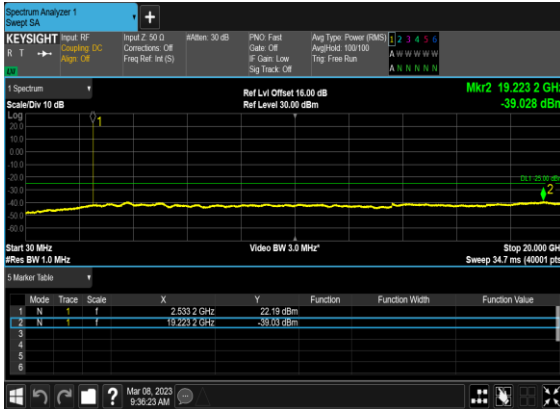 Spectrum Analyzer 1
Swept SA
+
KEYSIGHT Input: RF Input Z: 50 Ω #Atten: 30 dB PNO: Fast Avg Type: Power (RMS) 1 2 3 4 5 6
R T Coupling: DC Corrections: Off Gate: Off Avg|Hold: 100/100 A W W W W W
Align: Off Freq Ref: Int (S) IF Gain: Low Trig: Free Run
Sig Track: Off A N N N N N
1 Spectrum Ref Lvl Offset 16.00 dB Mkr2 19.223 2 GHz
Scale/Div 10 dB Ref Level 30.00 dBm -39.028 dBm
Log
20.0
10.0
0.00
-10.0
-20.0
-30.0
-40.0
-50.0
-60.0
1
2
Start 30 MHz Video BW 3.0 MHz* Stop 20.000 GHz
#Res BW 1.0 MHz Sweep 34.7 ms (40001 pts)
5 Marker Table
Mode Trace Scale X Y Function Function Width Function Value
1 N 1 f 2.533 2 GHz 22.19 dBm
2 N 1 f 19.223 2 GHz -39.03 dBm
3
4
5
6
? Mar 08, 2023
9:36:23 AM